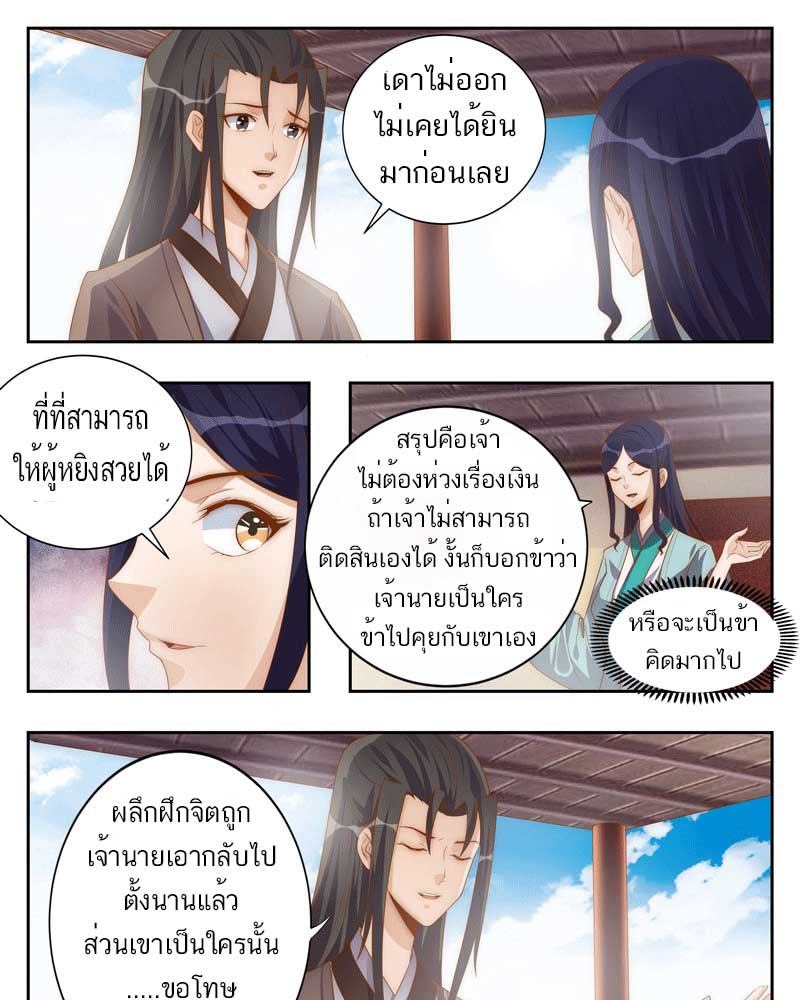 เดาไม่ออก
ไม่เคยได้ยิน
มาก่อนเลย
ที่ที่สามารถ
ให้ผู้หยิงสวยได้
สรุปคือเจ้า
ไม่ต้องห่วงเรื่องเงิน
ถ้าเจ้าไม่สามารถ
ติดสินเองได้ งั้นก็บอกข้าว่า
เจ้านายเป็นใคร
ข้าไปคุยกับเขาเอง
หรือจะเป็นข้า
คิดมากไป
ผลึกฝึกจิตถูก
เจ้านายเอากลับไป
ตั้งนานแล้ว
ส่วนเขาเป็นใครนั้น
.....ขอโทษ